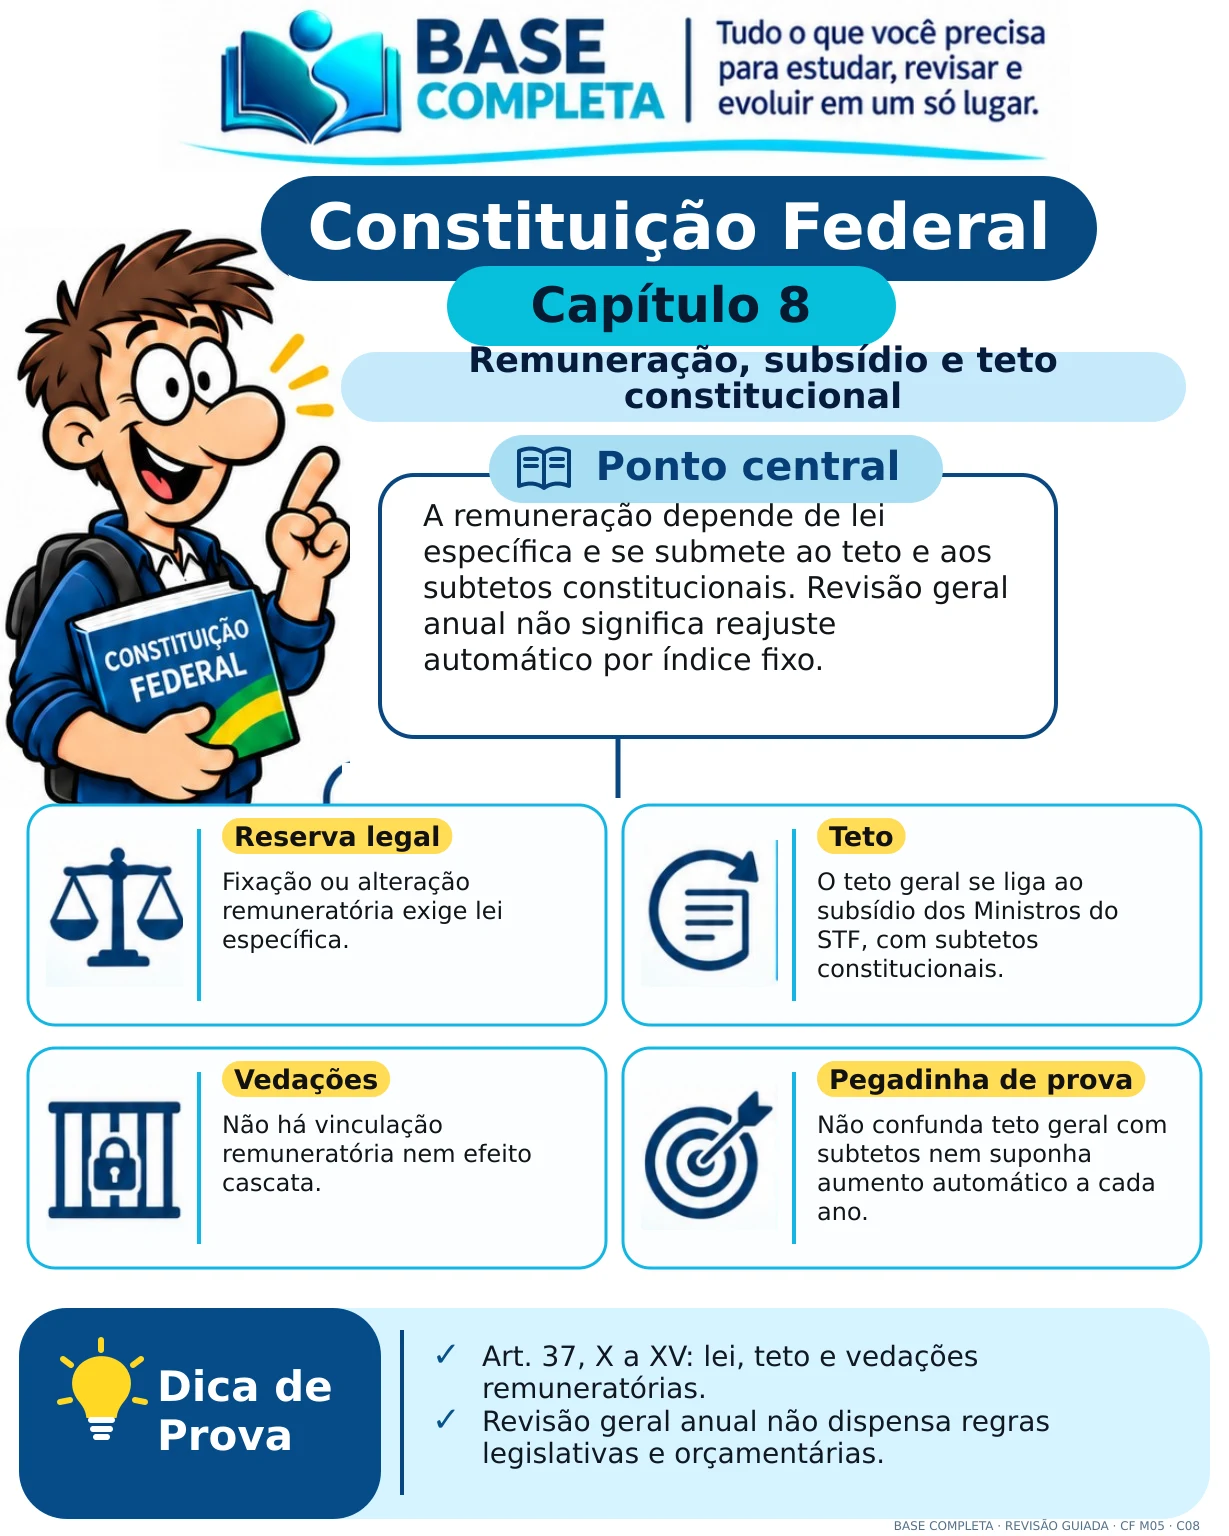 BASE
COMPLETA
Tudo o que você precisa
para estudar, revisar e
evoluir em um só lugar.
Constituição Federal
Capítulo 8
Remuneração, subsídio e teto
constitucional
Ponto central
A remuneração depende de lei
específica e se submete ao teto e aos
subtetos constitucionais. Revisão geral
anual não significa reajuste
automático por índice fixo.
CONSTITUIÇÃO
FEDERAL
Reserva legal
Fixação ou alteração
remuneratória exige lei
específica.
Teto
O teto geral se liga ao
subsídio dos Ministros do
STF, com subtetos
constitucionais.
Vedações
Não há vinculação
remuneratória nem efeito
cascata.
Pegadinha de prova
Não confunda teto geral com
subtetos nem suponha
aumento automático a cada
ano.
Dica de
Prova
✓ Art. 37, X a XV: lei, teto e vedações
remuneratórias.
✓ Revisão geral anual não dispensa regras
legislativas e orçamentárias.
BASE COMPLETA · REVISÃO GUIADA · CF M05 · C08